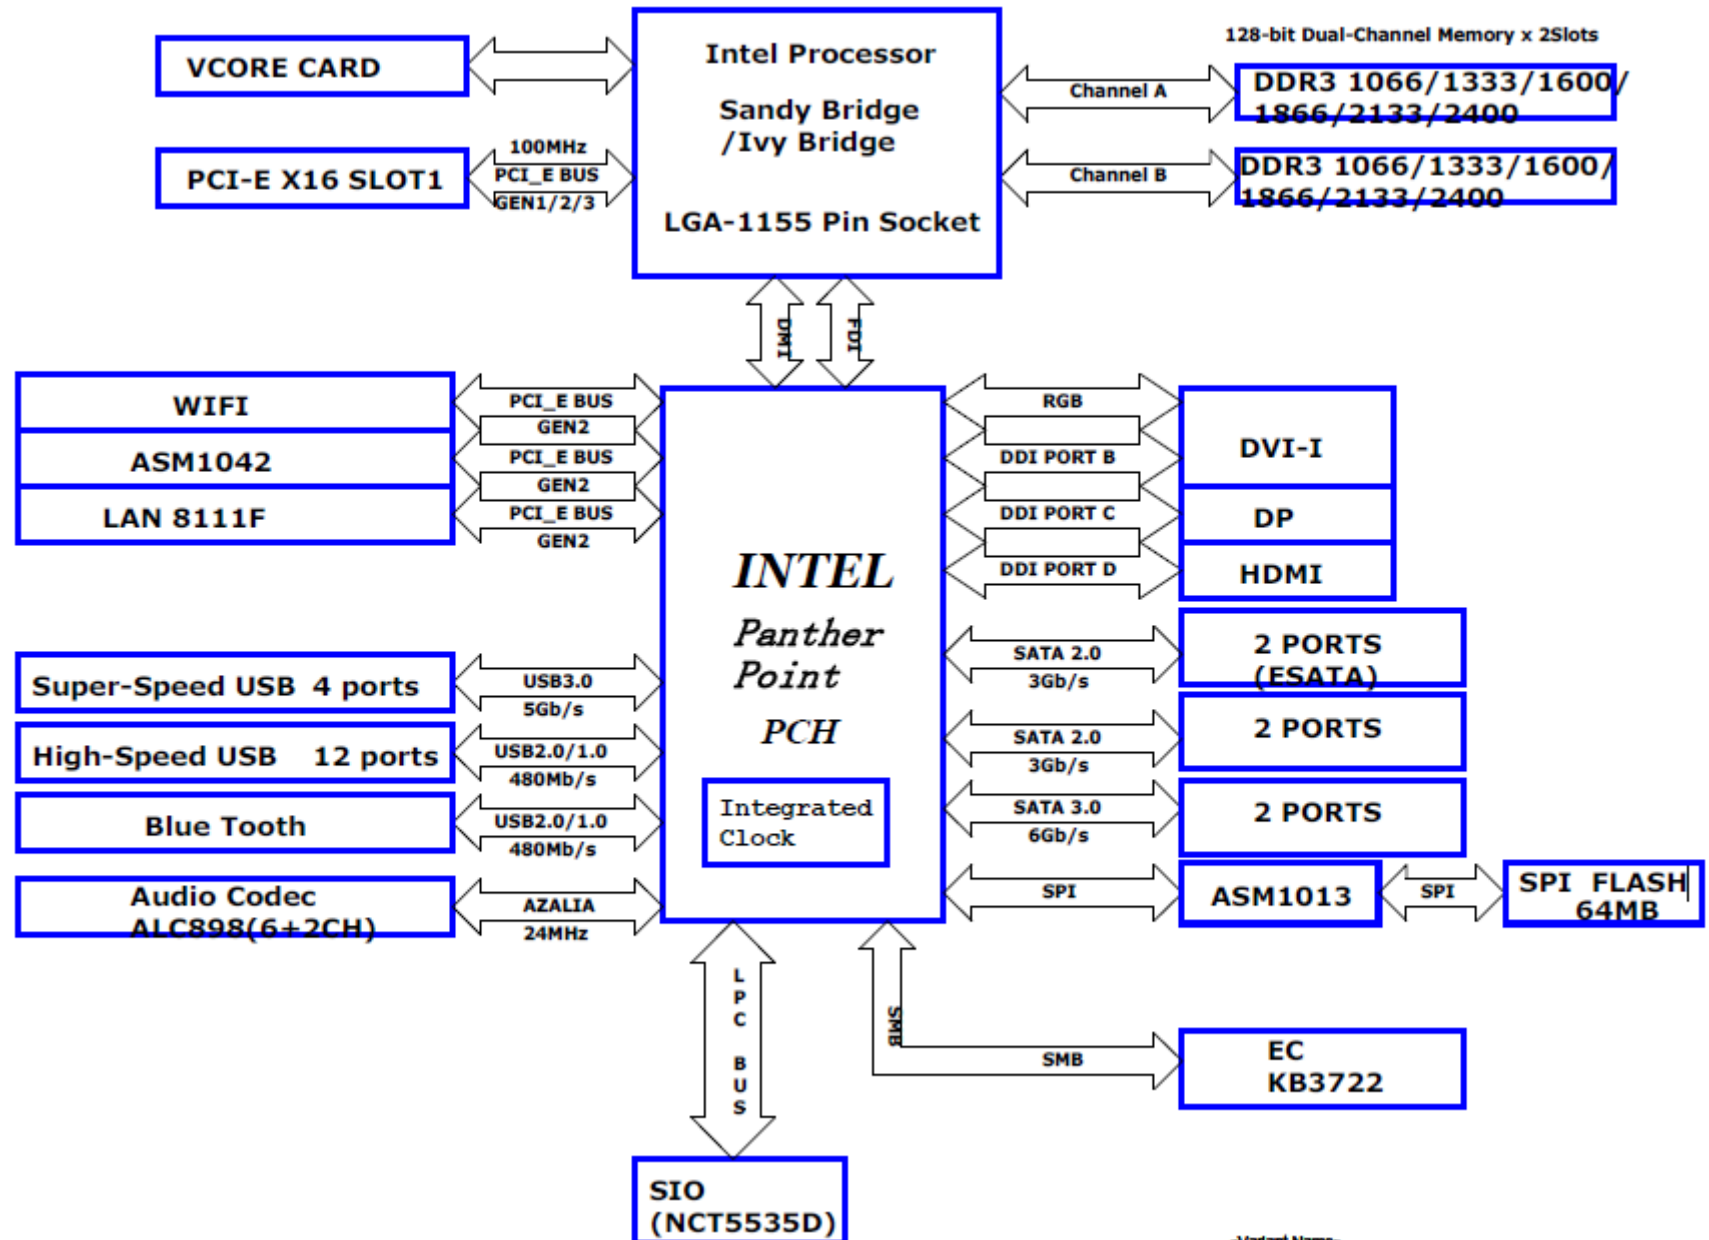 128-bit Dual-Channel Memory x 2Slots
VCORE CARD
Intel Processor
Sandy Bridge
/Ivy Bridge
LGA-1155 Pin Socket
Channel A
DDR3 1066/1333/1600/
1866/2133/2400
PCI-E X16 SLOT1
100MHz
PCI_E BUS
GEN1/2/3
Channel B
DDR3 1066/1333/1600/
1866/2133/2400
DMI
FDI
WIFI
PCI_E BUS
GEN2
ASM1042
PCI_E BUS
GEN2
LAN 8111F
PCI_E BUS
GEN2
INTEL
Panther
Point
PCH
Integrated
Clock
RGB
DDI PORT B
DVI-I
DDI PORT C
DP
DDI PORT D
HDMI
SATA 2.0
3Gb/s
2 PORTS
(ESATA)
SATA 2.0
3Gb/s
2 PORTS
SATA 3.0
6Gb/s
2 PORTS
Super-Speed USB 4 ports
USB3.0
5Gb/s
High-Speed USB 12 ports
USB2.0/1.0
480Mb/s
Blue Tooth
USB2.0/1.0
480Mb/s
Audio Codec
ALC898(6+2CH)
AZALIA
24MHz
SPI
ASM1013
SPI
SPI FLASH
64MB
LPC BUS
SMB
SMB
EC
KB3722
SIO
(NCT5535D)